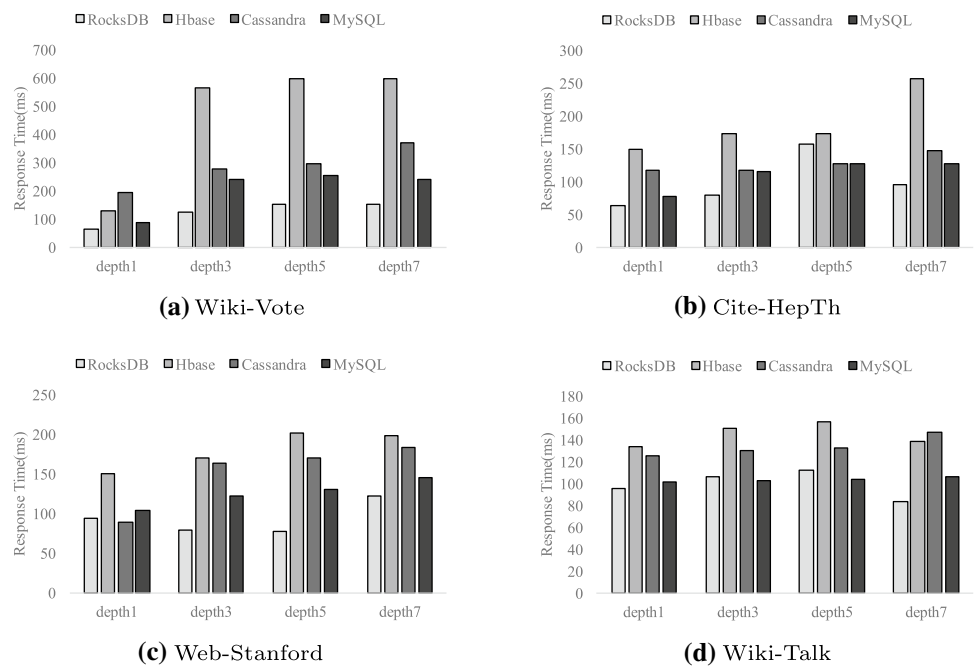 RocksDB Hbase Cassandra MySQL
Response Time(ms)
700
600
500
400
300
200
100
0
depth1 depth3 depth5 depth7
(a) Wiki-Vote
RocksDB Hbase Cassandra MySQL
Response Time(ms)
300
250
200
150
100
50
0
depth1 depth3 depth5 depth7
(b) Cite-HepTh
RocksDB Hbase Cassandra MySQL
Response Time(ms)
250
200
150
100
50
0
depth1 depth3 depth5 depth7
(c) Web-Stanford
RocksDB Hbase Cassandra MySQL
Response Time(ms)
180
160
140
120
100
80
60
40
20
0
depth1 depth3 depth5 depth7
(d) Wiki-Talk